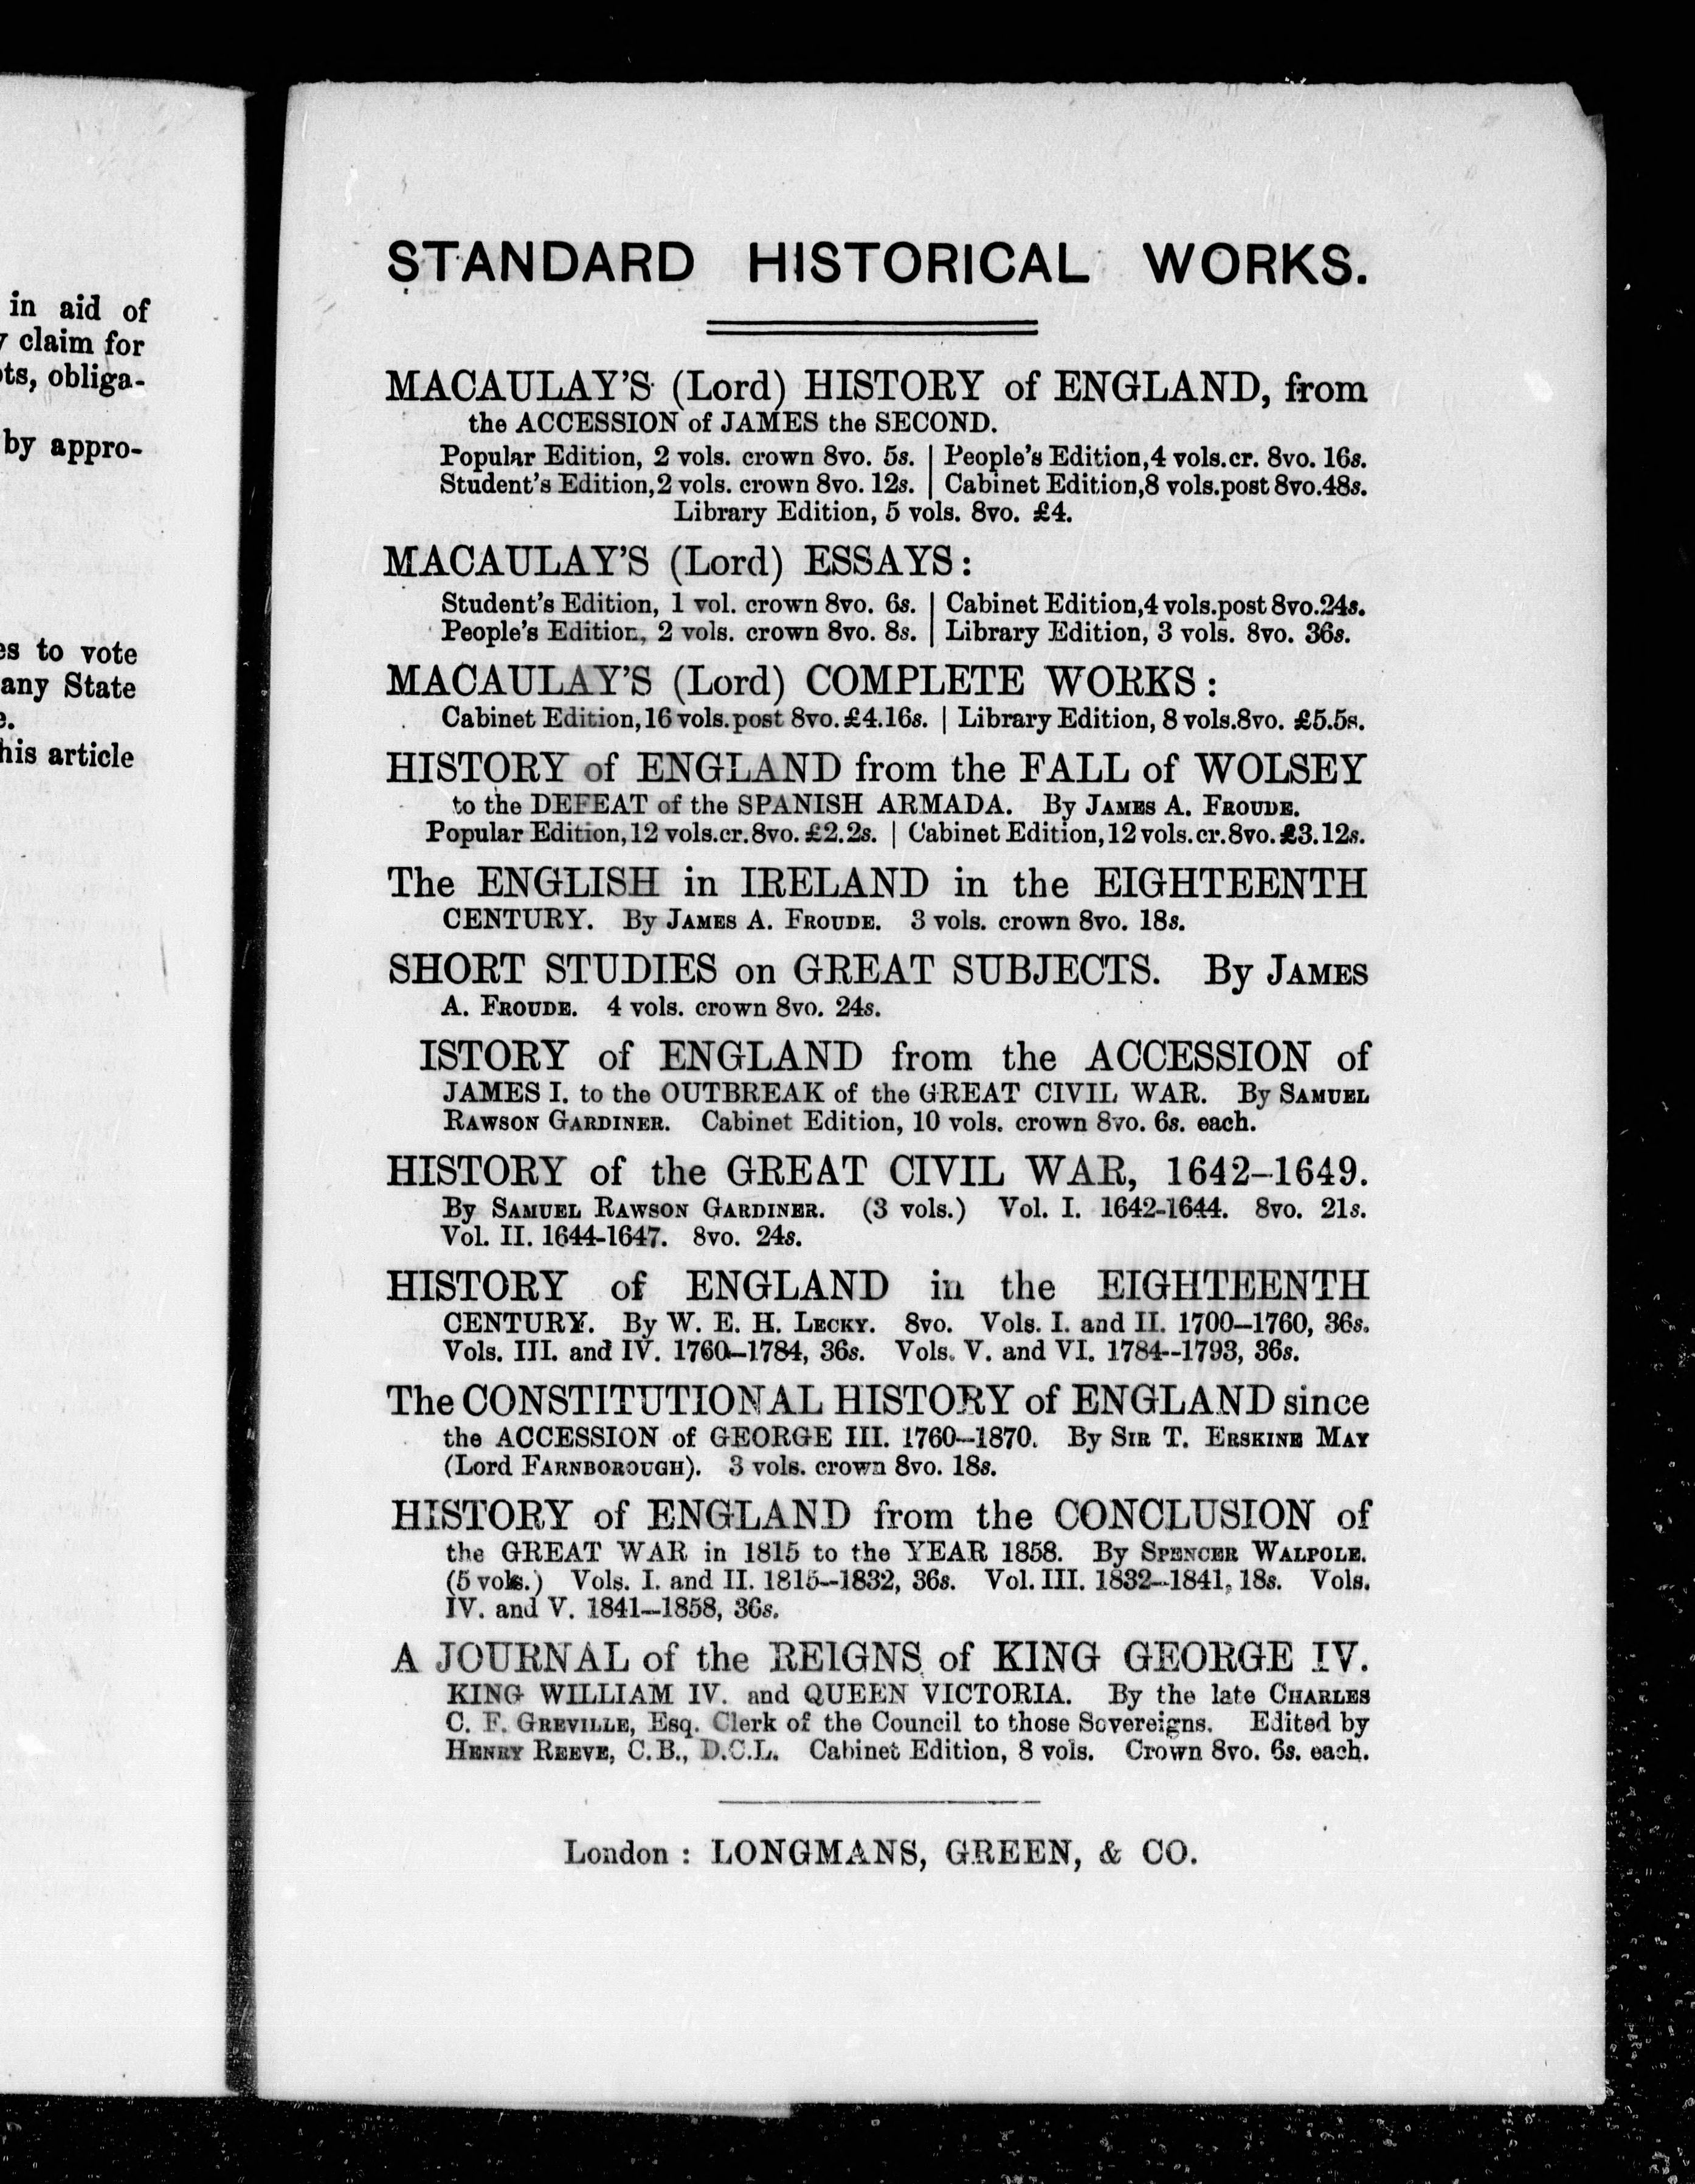 in aid of
claim for
ts, obliga-
by appro-
es to vote
any State
e.
his article
STANDARD HISTORICAL WORKS.
MACAULAY'S (Lord) HISTORY of ENGLAND, from
the ACCESSION of JAMES the SECOND.
Popular Edition, 2 vols. crown 8vo. 5s. | People's Edition, 4 vols. cr. 8vo. 16s.
Student's Edition, 2 vols. crown 8vo. 12s. | Cabinet Edition, 8 vols. post 8vo. 48s.
Library Edition, 5 vols. 8vo. £4.
MACAULAY'S (Lord) ESSAYS:
Student's Edition, 1 vol. crown 8vo. 6s. | Cabinet Edition, 4 vols. post 8vo. 24s.
People's Edition, 2 vols. crown 8vo. 8s. | Library Edition, 3 vols. 8vo. 36s.
MACAULAY'S (Lord) COMPLETE WORKS:
Cabinet Edition, 16 vols. post 8vo. £4.16s. | Library Edition, 8 vols. 8vo. £5.5s.
HISTORY of ENGLAND from the FALL of WOLSEY
to the DEFEAT of the SPANISH ARMADA. By JAMES A. FROUDE.
Popular Edition, 12 vols. cr. 8vo. £2.2s. | Cabinet Edition, 12 vols. cr. 8vo. £3.12s.
The ENGLISH in IRELAND in the EIGHTEENTH
CENTURY. By JAMES A. FROUDE. 3 vols. crown 8vo. 18s.
SHORT STUDIES on GREAT SUBJECTS. By JAMES
A. FROUDE. 4 vols. crown 8vo. 24s.
ISTORY of ENGLAND from the ACCESSION of
JAMES I. to the OUTBREAK of the GREAT CIVIL WAR. By SAMUEL
RAWSON GARDINER. Cabinet Edition, 10 vols. crown 8vo. 6s. each.
HISTORY of the GREAT CIVIL WAR, 1642–1649.
By SAMUEL RAWSON GARDINER. (3 vols.) Vol. I. 1642-1644. 8vo. 21s.
Vol. II. 1644-1647. 8vo. 24s.
HISTORY of ENGLAND in the EIGHTEENTH
CENTURY. By W. E. H. LECKY. 8vo. Vols. I. and II. 1700–1760, 36s.
Vols. III. and IV. 1760–1784, 36s. Vols. V. and VI. 1784–1793, 36s.
The CONSTITUTIONAL HISTORY of ENGLAND since
the ACCESSION of GEORGE III. 1760–1870. By SIR T. ERSKINE MAY
(Lord FARNBOROUGH). 3 vols. crown 8vo. 18s.
HISTORY of ENGLAND from the CONCLUSION of
the GREAT WAR in 1815 to the YEAR 1858. By SPENCER WALPOLE.
(5 vols.) Vols. I. and II. 1815–1832, 36s. Vol. III. 1832–1841, 18s. Vols.
IV. and V. 1841–1858, 36s.
A JOURNAL of the REIGNS of KING GEORGE IV.
KING WILLIAM IV. and QUEEN VICTORIA. By the late CHARLES
C. F. GREVILLE, Esq. Clerk of the Council to those Sovereigns. Edited by
HENRY REEVE, C.B., D.C.L. Cabinet Edition, 8 vols. Crown 8vo. 6s. each.
London: LONGMANS, GREEN, & CO.